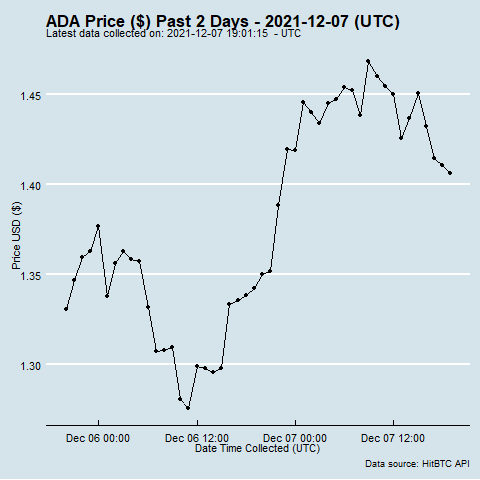 ADA Price ($) Past 2 Days - 2021-12-07 (UTC)
Latest data collected on: 2021-12-07 19:01:15 - UTC
Price USD ($)
1.45
1.40
1.35
1.30
Dec 06 00:00 Dec 06 12:00 Dec 07 00:00 Dec 07 12:00
Date Time Collected (UTC)
Data source: HitBTC API